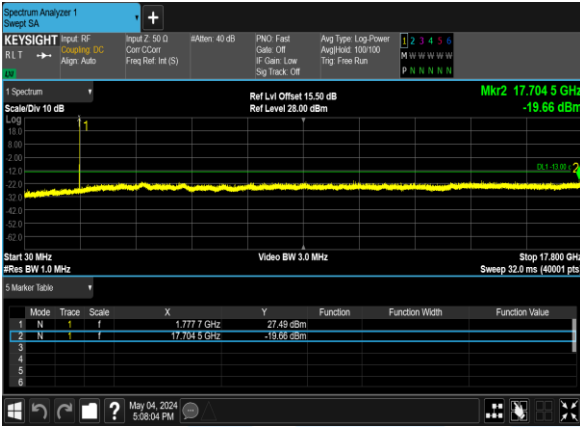 Spectrum Analyzer 1
Swept SA
+
KEYSIGHT Input: RF Input Z: 50 Ω #Atten: 40 dB PNO: Fast Avg Type: Log-Power 1 2 3 4 5 6
RLT Coupling: DC Corr CCorr Gate: Off Avg|Hold: 100/100 M W W W W W
Align: Auto Freq Ref: Int (S) IF Gain: Low Trig: Free Run
Sig Track: Off P N N N N N
1 Spectrum Ref Lvl Offset 15.50 dB Mkr2 17.704 5 GHz
Scale/Div 10 dB Ref Level 28.00 dBm -19.66 dBm
Log
1
18.0
8.00
-2.00
-12.0 DL1 -13.00 2
-22.0
-32.0
-42.0
-52.0
-62.0
Start 30 MHz Video BW 3.0 MHz Stop 17.800 GHz
#Res BW 1.0 MHz Sweep 32.0 ms (40001 pts
5 Marker Table
Mode Trace Scale X Y Function Function Width Function Value
1 N 1 f 1.777 7 GHz 27.49 dBm
2 N 1 f 17.704 5 GHz -19.66 dBm
3
4
5
6
? May 04, 2024
5:08:04 PM